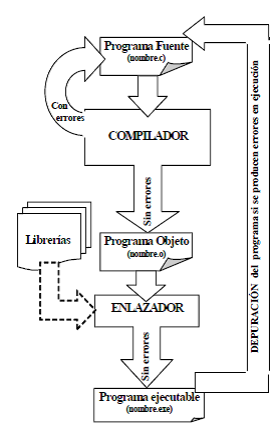 Programa Fuente
(nombre.c)
Con
errores
COMPILADOR
Sin errores
Librerías
Programa Objeto
(nombre.o)
ENLAZADOR
Sin errores
Programa ejecutable
(nombre.exe)
DEPURACIÓN del programa si se producen errores en ejecución